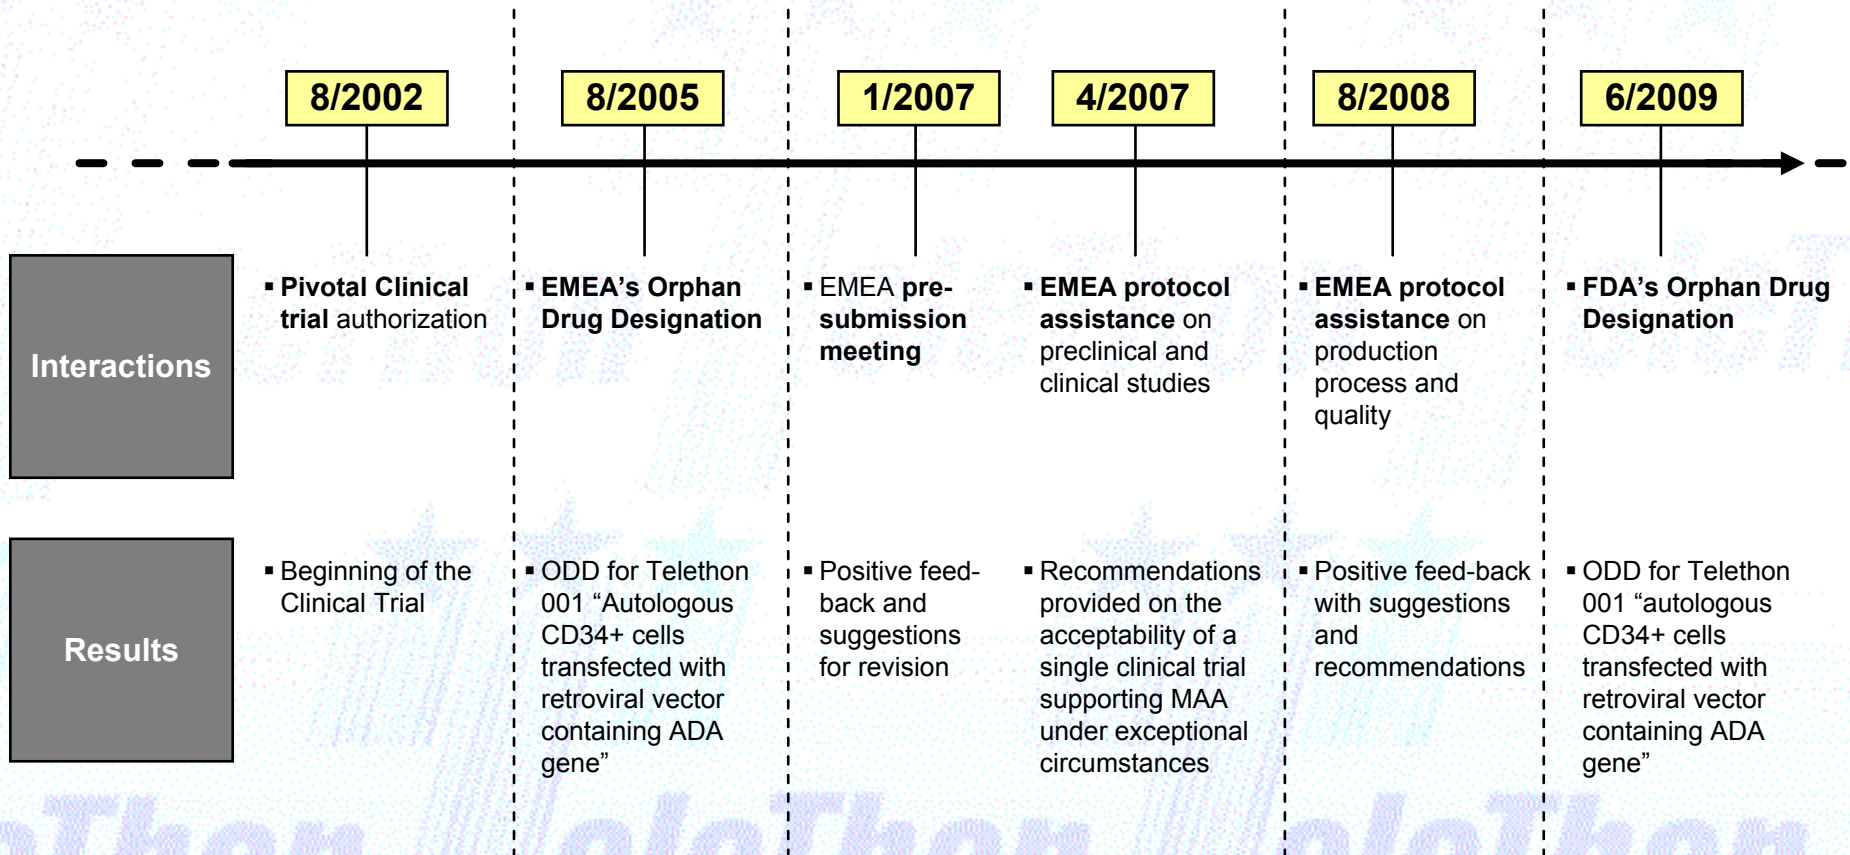 8/2002
8/2005
1/2007
4/2007
8/2008
6/2009
Interactions
▪ Pivotal Clinical
trial authorization
▪ EMEA’s Orphan
Drug Designation
▪ EMEA pre-
submission
meeting
▪ EMEA protocol
assistance on
preclinical and
clinical studies
▪ EMEA protocol
assistance on
production
process and
quality
▪ FDA’s Orphan Drug
Designation
Results
▪ Beginning of the
Clinical Trial
▪ ODD for Telethon
001 “Autologous
CD34+ cells
transfected with
retroviral vector
containing ADA
gene”
▪ Positive feed-
back and
suggestions
for revision
▪ Recommendations
provided on the
acceptability of a
single clinical trial
supporting MAA
under exceptional
circumstances
▪ Positive feed-back
with suggestions
and
recommendations
▪ ODD for Telethon
001 “autologous
CD34+ cells
transfected with
retroviral vector
containing ADA
gene”